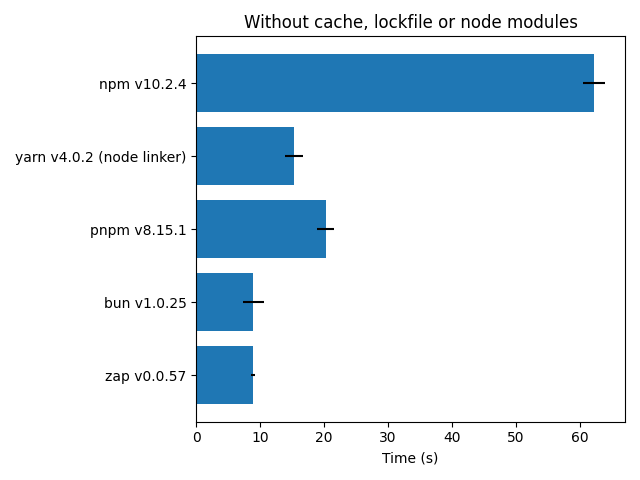 Without cache, lockfile or node modules
npm v10.2.4
yarn v4.0.2 (node linker)
pnpm v8.15.1
bun v1.0.25
zap v0.0.57
0 10 20 30 40 50 60
Time (s)